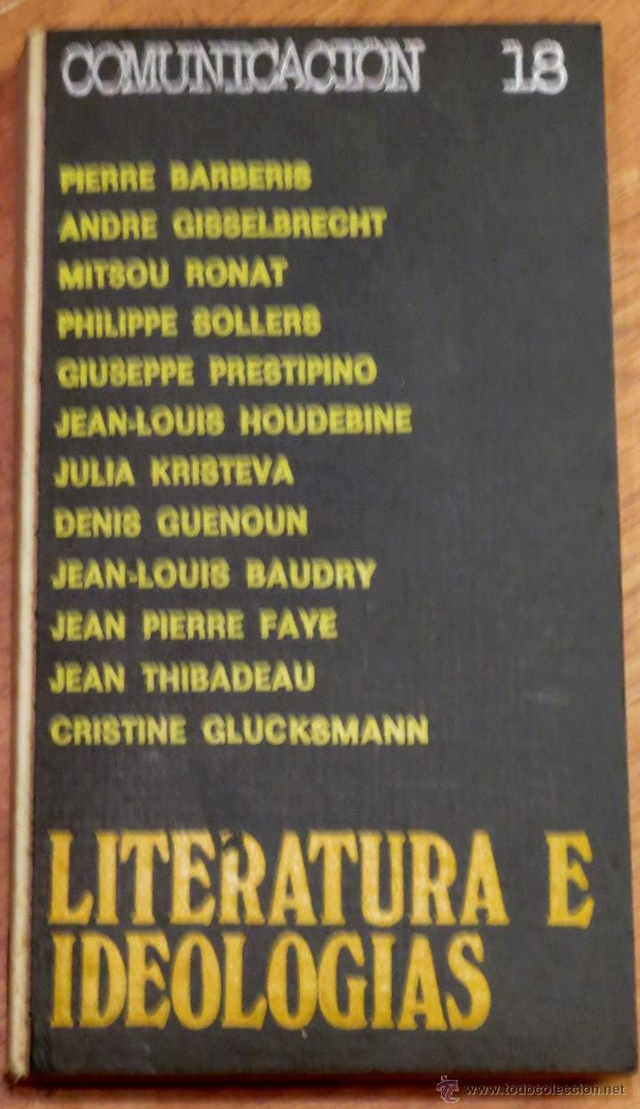 COMUNICACION 18
PIERRE BARBERIS
ANDRE GISSELBRECHT
MITSOU RONAT
PHILIPPE SOLLERS
GIUSEPPE PRESTIPINO
JEAN-LOUIS HOUDEBINE
JULIA KRISTEVA
DENIS GUENOUN
JEAN-LOUIS BAUDRY
JEAN PIERRE FAYE
JEAN THIBADEAU
CRISTINE GLUCKSMANN
LITERATURA E
IDEOLOGIAS
www.todocoleccion.net